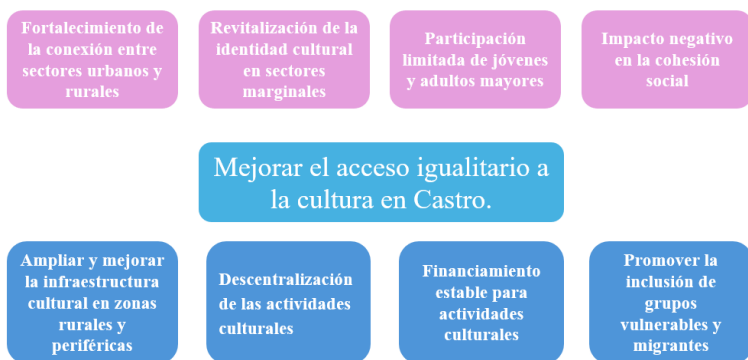 Fortalecimiento de
la conexión entre
sectores urbanos y
rurales
Revitalización de la
identidad cultural
en sectores
marginales
Participación
limitada de jóvenes
y adultos mayores
Impacto negativo
en la cohesión
social
Mejorar el acceso igualitario a
la cultura en Castro.
Ampliar y mejorar
la infraestructura
cultural en zonas
rurales y
periféricas
Descentralización
de las actividades
culturales
Financiamiento
estable para
actividades
culturales
Promover la
inclusión de
grupos
vulnerables y
migrantes